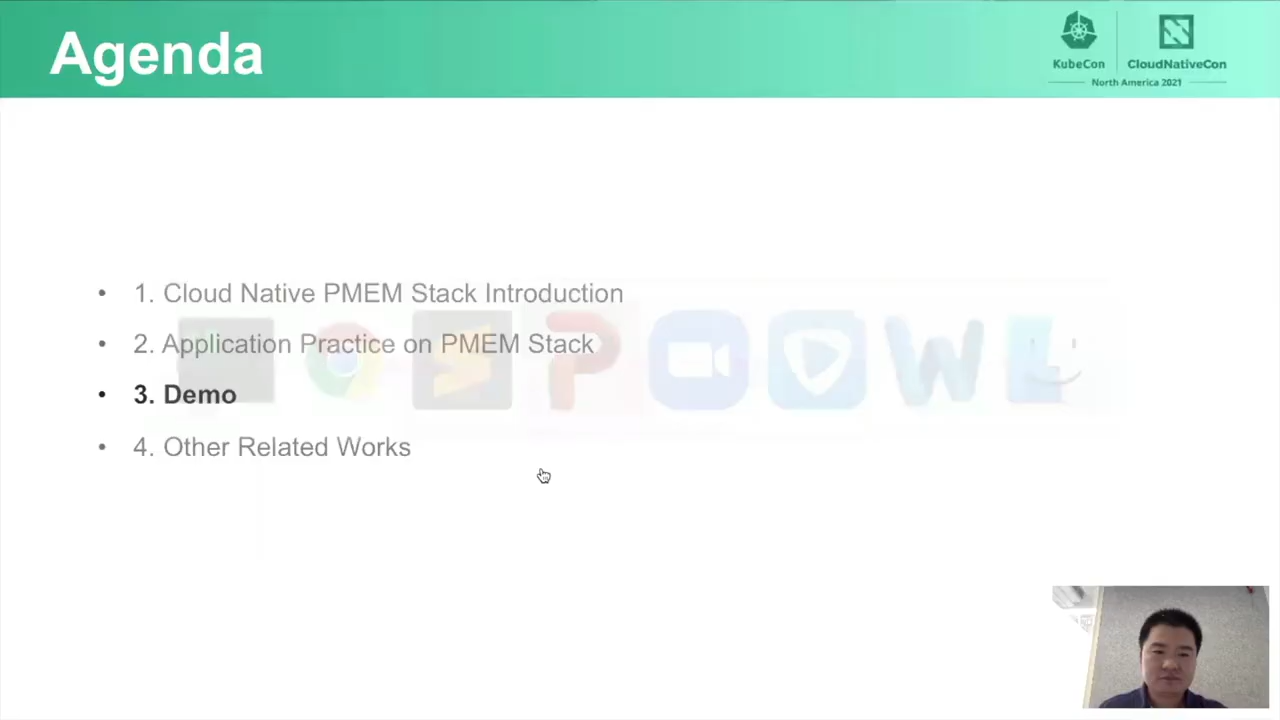 Agenda
KubeCon
CloudNativeCon
North America 2021
• 1. Cloud Native PMEM Stack Introduction
• 2. Application Practice on PMEM Stack
• 3. Demo
• 4. Other Related Works